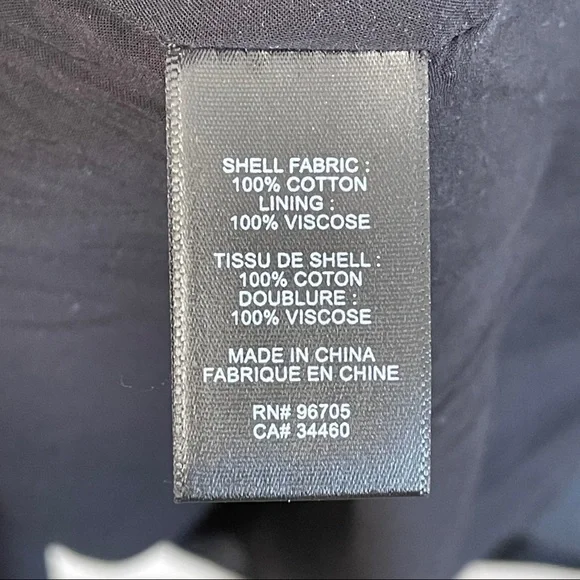 SHELL FABRIC :
100% COTTON
LINING :
100% VISCOSE
TISSU DE SHELL :
100% COTON
DOUBLURE :
100% VISCOSE
MADE IN CHINA
FABRIQUE EN CHINE
RN# 96705
CA# 34460